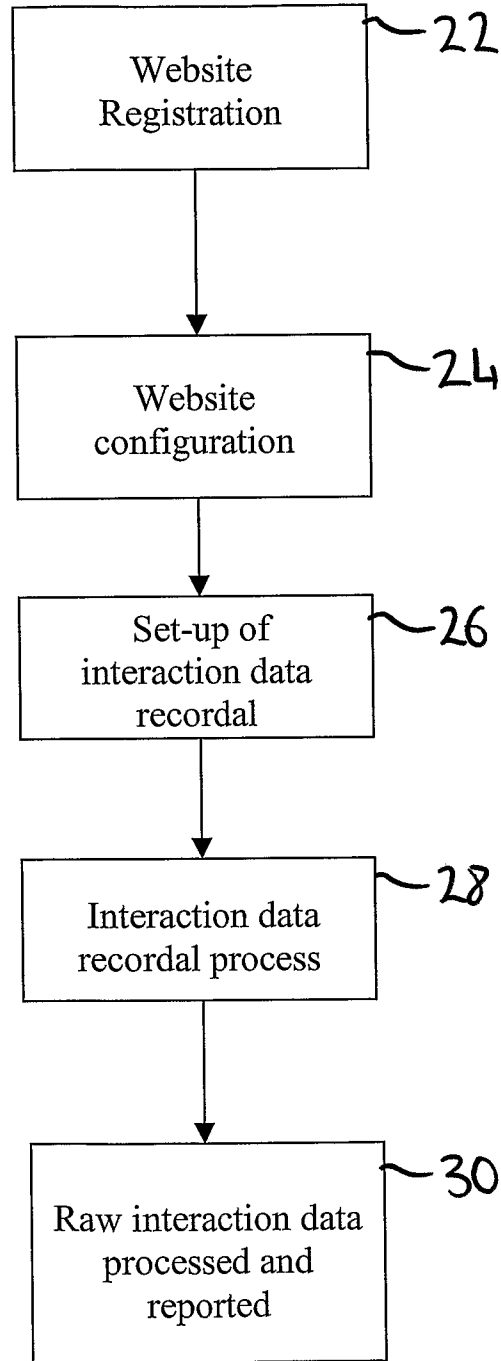 22
Website
Registration
24
Website
configuration
26
Set-up of
interaction data
recordal
28
Interaction data
recordal process
30
Raw interaction data
processed and
reported